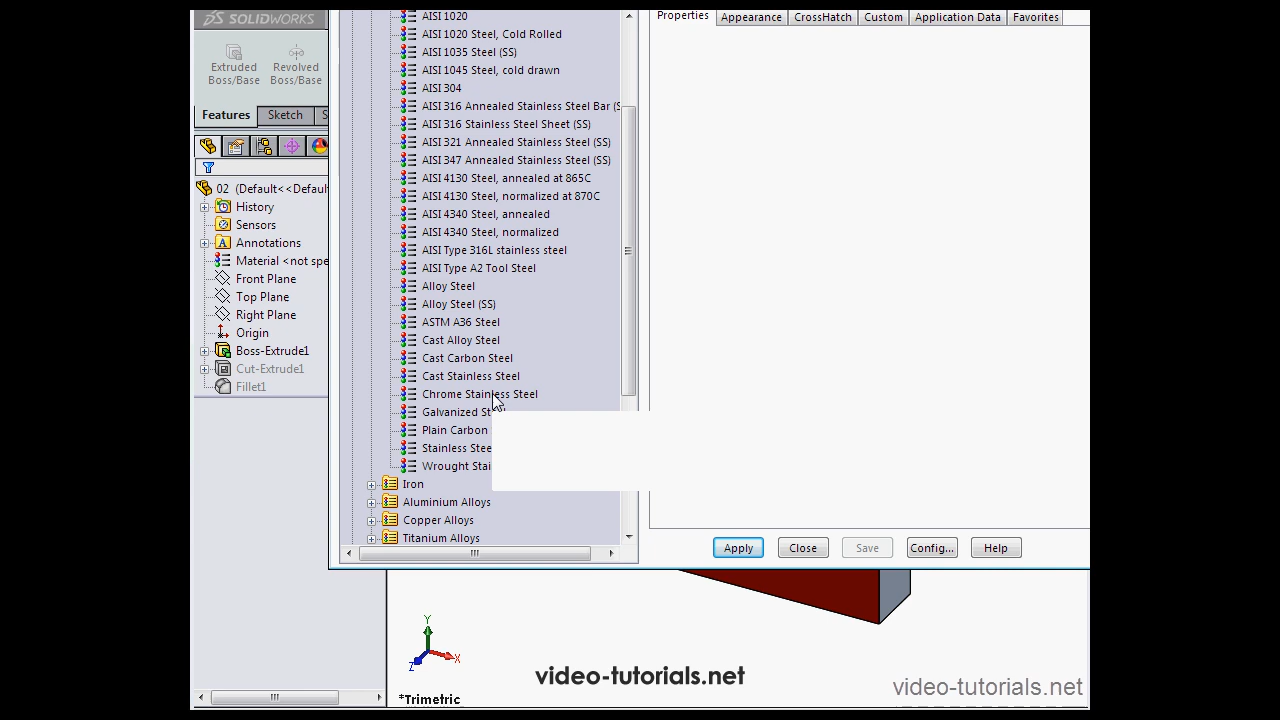 SOLIDWORKS
Extruded
Boss/Base
Revolved
Boss/Base
Features
Sketch
S
02 (Default<<Defaul
History
Sensors
Annotations
Material <not spe
Front Plane
Top Plane
Right Plane
Origin
Boss-Extrude1
Cut-Extrude1
Fillet1
AISI 1020
AISI 1020 Steel, Cold Rolled
AISI 1035 Steel (SS)
AISI 1045 Steel, cold drawn
AISI 304
AISI 316 Annealed Stainless Steel Bar (S
AISI 316 Stainless Steel Sheet (SS)
AISI 321 Annealed Stainless Steel (SS)
AISI 347 Annealed Stainless Steel (SS)
AISI 4130 Steel, annealed at 865C
AISI 4130 Steel, normalized at 870C
AISI 4340 Steel, annealed
AISI 4340 Steel, normalized
AISI Type 316L stainless steel
AISI Type A2 Tool Steel
Alloy Steel
Alloy Steel (SS)
ASTM A36 Steel
Cast Alloy Steel
Cast Carbon Steel
Cast Stainless Steel
Chrome Stainless Steel
Galvanized St
Plain Carbon
Stainless Stee
Wrought Stai
Iron
Aluminium Alloys
Copper Alloys
Titanium Alloys
Properties
Appearance
CrossHatch
Custom
Application Data
Favorites
Apply
Close
Save
Config...
Help
Y
X
Z
*Trimetric
video-tutorials.net
video-tutorials.net